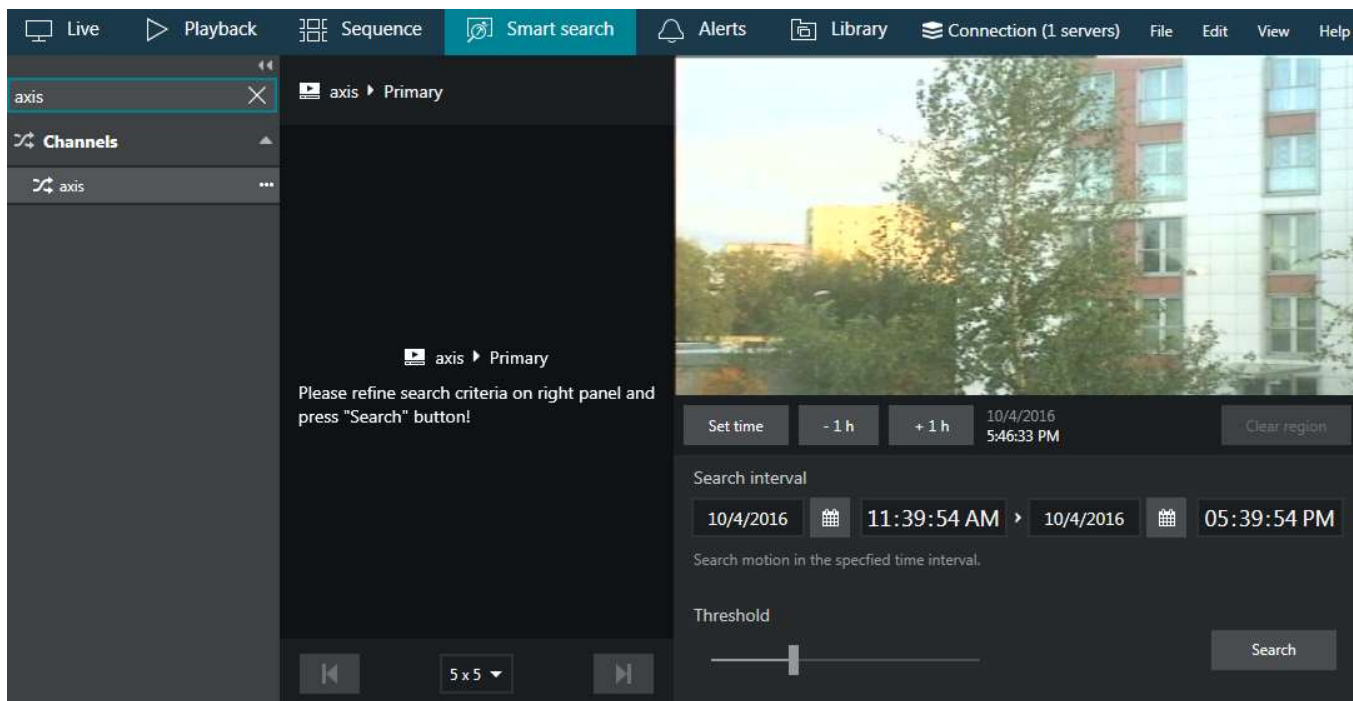 Live Playback Sequence Smart search Alerts Library Connection (1 servers) File Edit View Help
axis
Channels
axis
axis Primary
axis Primary
Please refine search criteria on right panel and
press "Search" button!
5 x 5
Set time - 1 h + 1 h 10/4/2016
5:46:33 PM
Clear region
Search interval
10/4/2016 11:39:54 AM 10/4/2016 05:39:54 PM
Search motion in the specfied time interval.
Threshold
Search